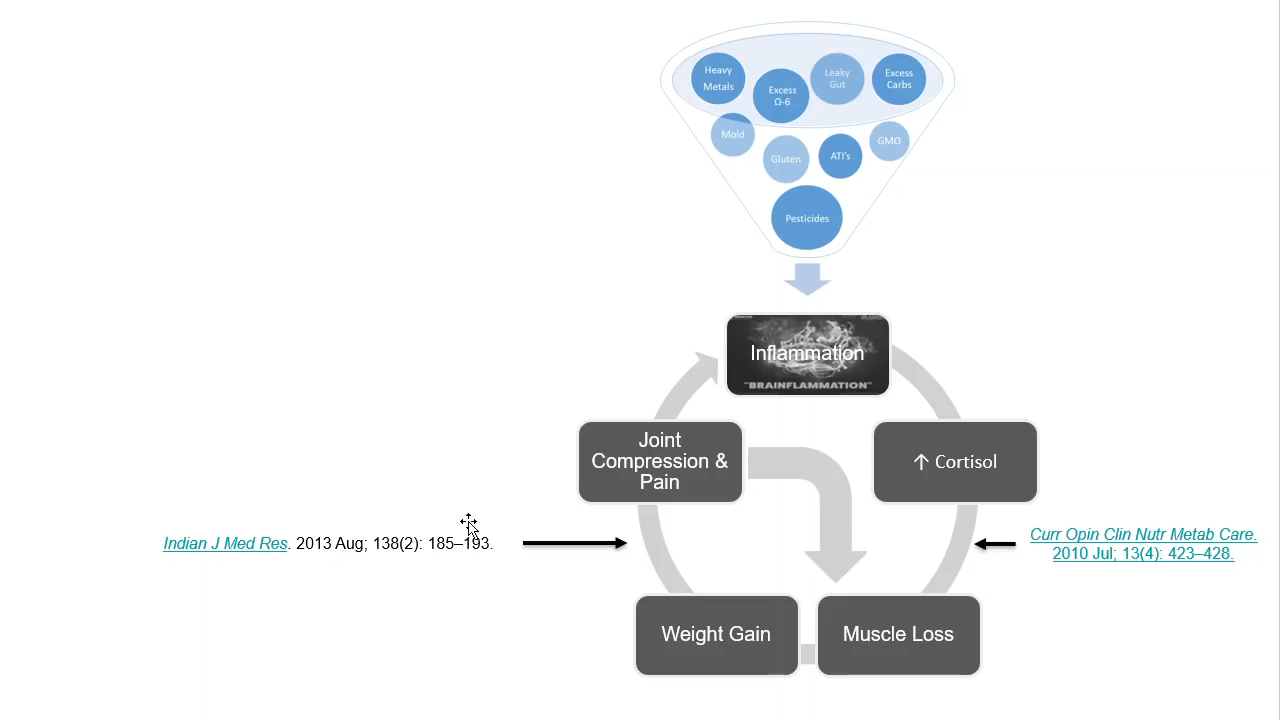 Heavy
Metals
Excess
Ω-6
Leaky
Gut
Excess
Carbs
Mold
Gluten
ATI's
GMO
Pesticides
Inflammation
"BRAINFLAMMATION"
Joint
Compression &
Pain
↑ Cortisol
Indian J Med Res. 2013 Aug; 138(2): 185–193.
Curr Opin Clin Nutr Metab Care.
2010 Jul; 13(4): 423–428.
Weight Gain
Muscle Loss